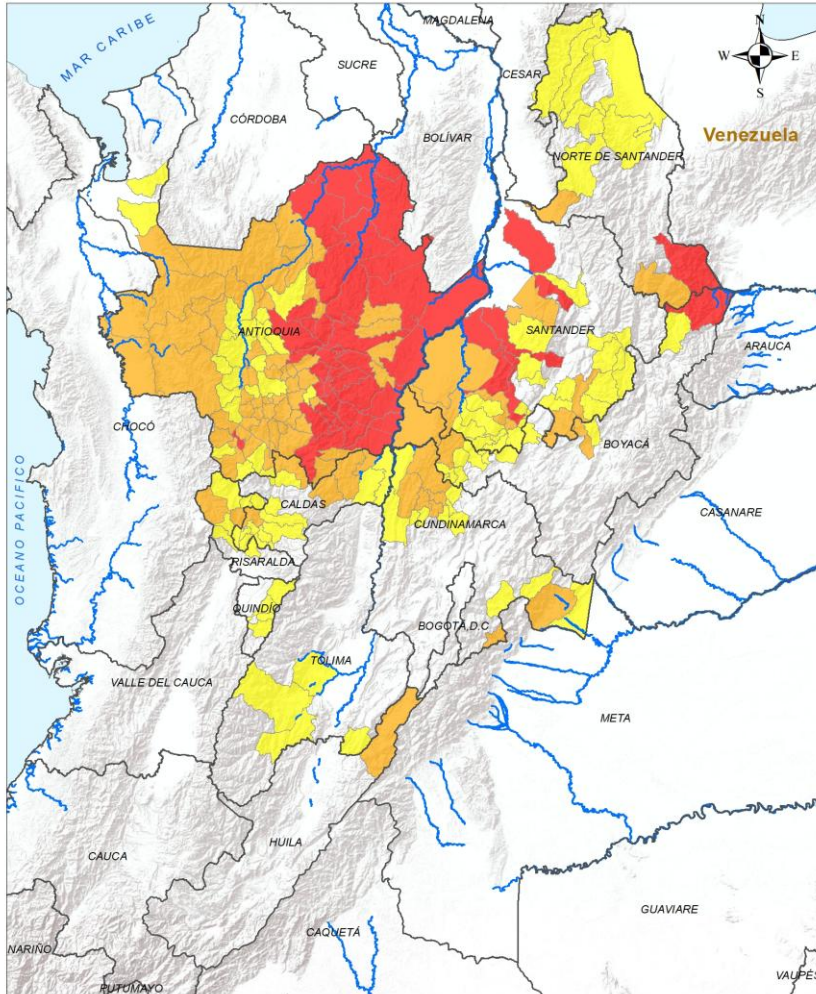 MAGDALENA
MAR CARIBE
N
W E
S
SUCRE
CESAR
CÓRDOBA
BOLÍVAR
Venezuela
NORTE DE SANTANDER
ANTIOQUIA
SANTANDER
ARAUCA
CHOCÓ
BOYACÁ
CALDAS
CASANARE
CUNDINAMARCA
OCEANO PACIFICO
RISARALDA
QUINDÍO
BOGOTÁ, D.C
TOLIMA
VALLE DEL CAUCA
META
HUILA
CAUCA
GUAVIARE
CAQUETÁ
NARIÑO
VAUPÉS
PUTUMAYO